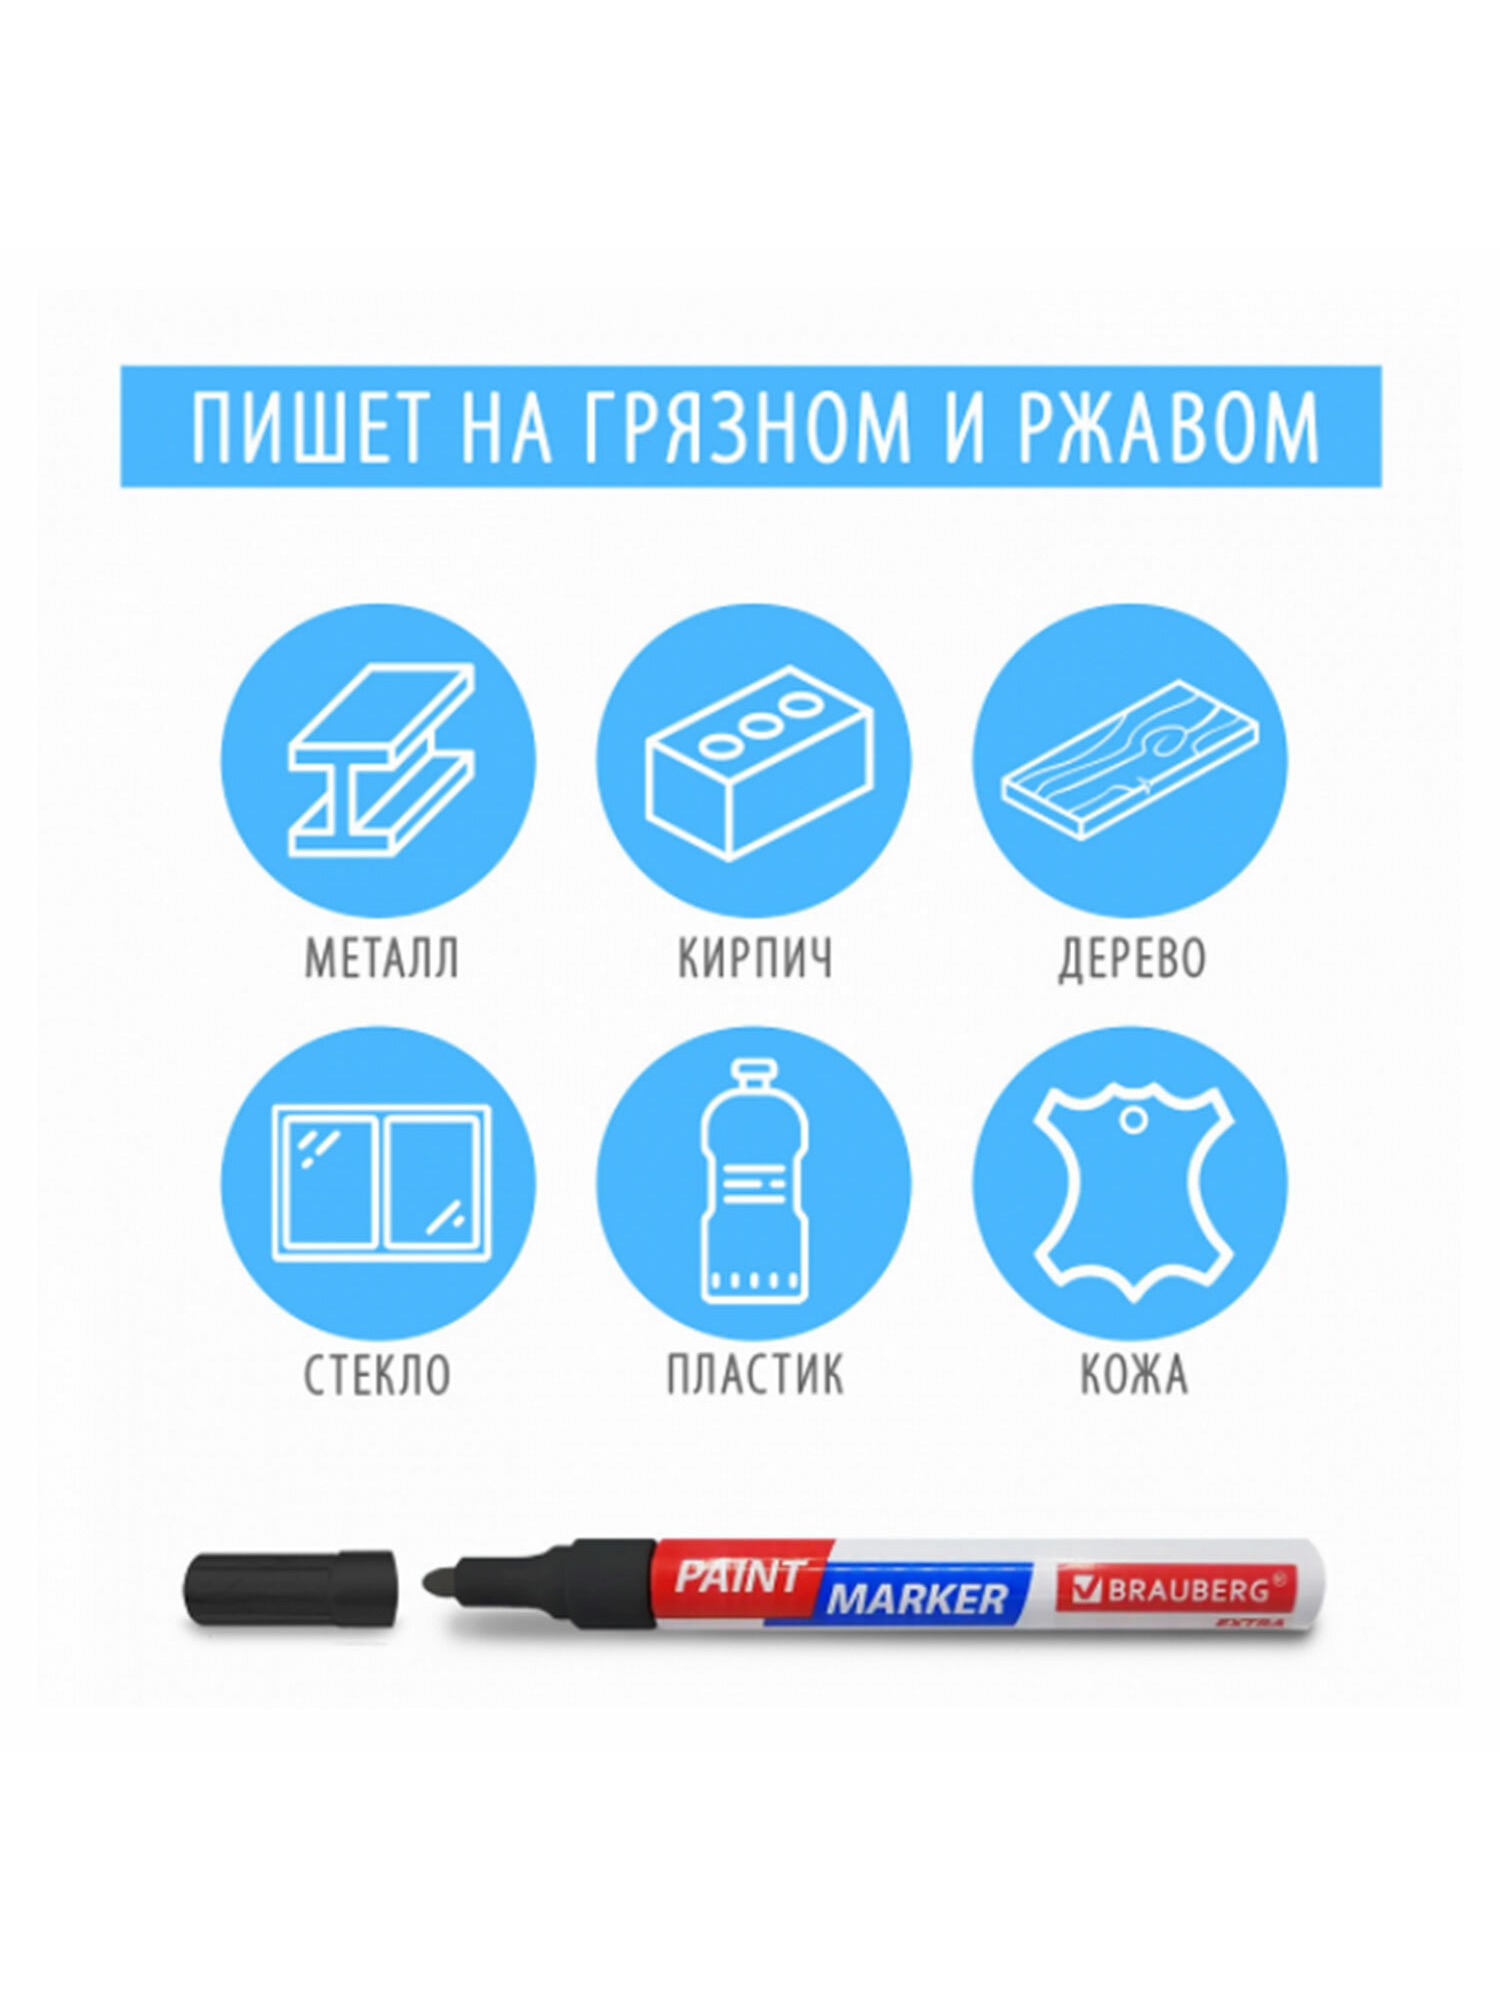 ПИШЕТ НА ГРЯЗНОМ И РЖАВОМ
МЕТАЛЛ
КИРПИЧ
ДЕРЕВО
СТЕКЛО
ПЛАСТИК
КОЖА
PAINT
MARKER
BRAUBERG®
EXTRA